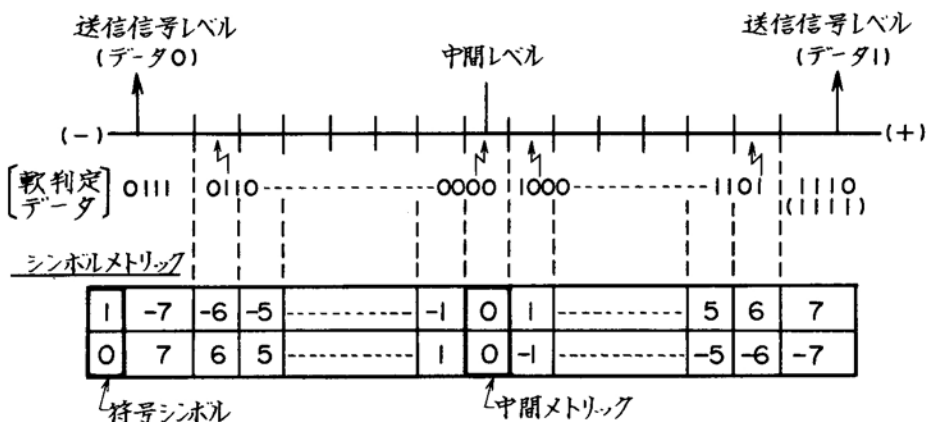 送信信号レベル
(データ0)
中間レベル
送信信号レベル
(データ1)
(-)
(+)
[軟判定
データ]
0111 0110 0000 1000 1101 1110
(1111)
シンボルメトリック
1 -7 -6 -5 -1 0 1 5 6 7
0 7 6 5 1 0 -1 -5 -6 -7
符号シンボル
中間メトリック